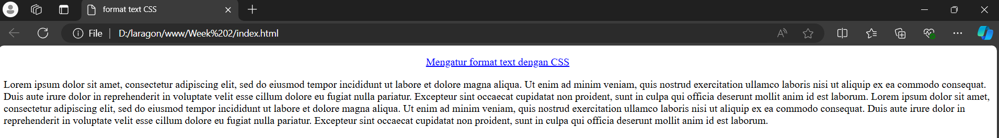 format text CSS
File | D:/laragon/www/Week%202/index.html
Mengatur format text dengan CSS
Lorem ipsum dolor sit amet, consectetur adipiscing elit, sed do eiusmod tempor incididunt ut labore et dolore magna aliqua. Ut enim ad minim veniam, quis nostrud exercitation ullamco laboris nisi ut aliquip ex ea commodo consequat.
Duis aute irure dolor in reprehenderit in voluptate velit esse cillum dolore eu fugiat nulla pariatur. Excepteur sint occaecat cupidatat non proident, sunt in culpa qui officia deserunt mollit anim id est laborum. Lorem ipsum dolor sit amet,
consectetur adipiscing elit, sed do eiusmod tempor incididunt ut labore et dolore magna aliqua. Ut enim ad minim veniam, quis nostrud exercitation ullamco laboris nisi ut aliquip ex ea commodo consequat. Duis aute irure dolor in
reprehenderit in voluptate velit esse cillum dolore eu fugiat nulla pariatur. Excepteur sint occaecat cupidatat non proident, sunt in culpa qui officia deserunt mollit anim id est laborum.